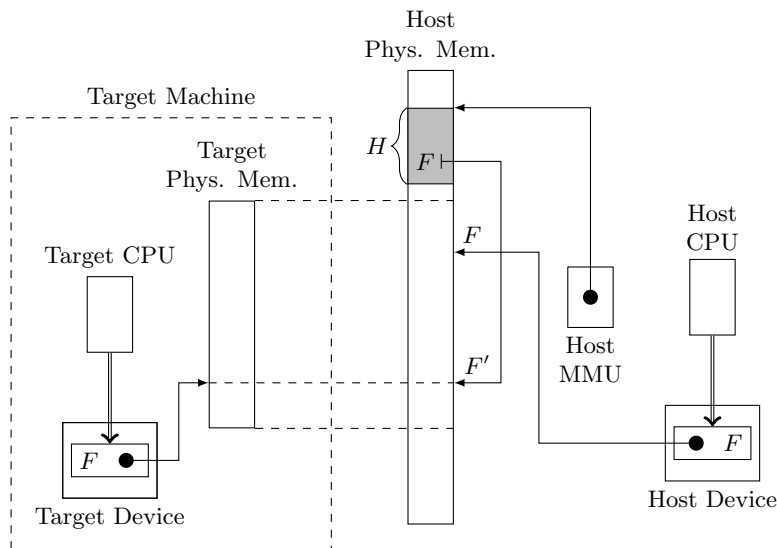 Host
Phys. Mem.
Target Machine
H
F
Target
Phys. Mem.
Host
CPU
F
Target CPU
Host
MMU
F′
F
F
Host Device
Target Device